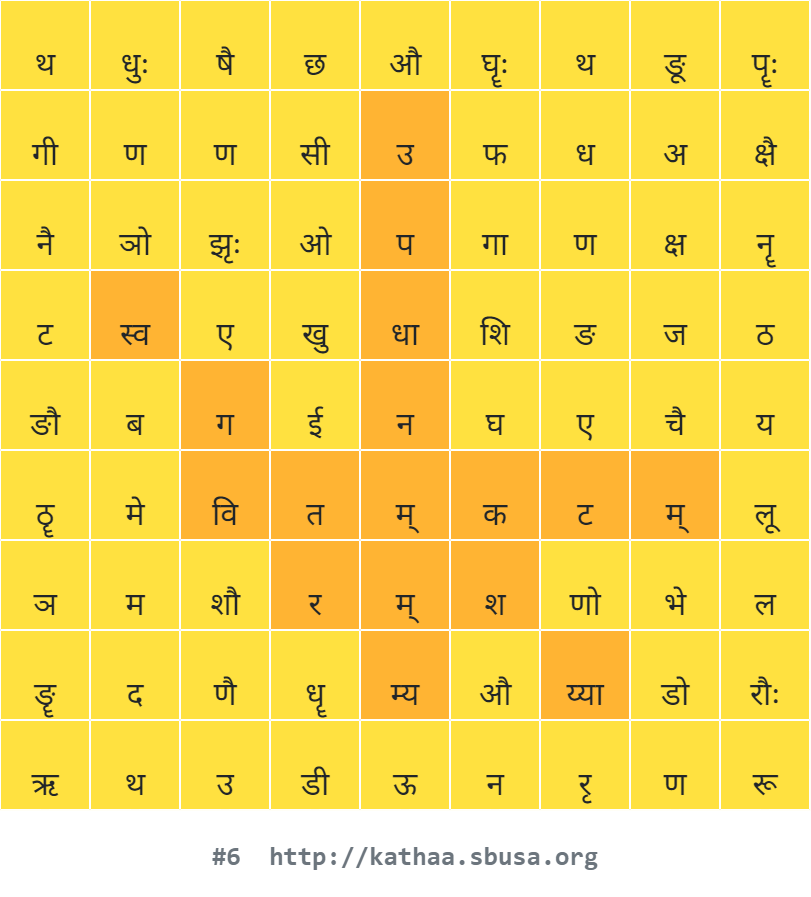 थ धुः षै छ औ घॄः थ ङू पॄः
गी ण ण सी उ फ ध अ क्षै
नै ञो झृः ओ प गा ण क्ष नॄ
ट स्व ए खु धा शि ङ ज ठ
ङौ ब ग ई न घ ए चै य
ठॄ मे वि त म् क ट म् लू
ञ म शौ र म् श णो भे ल
ङॄ द णै धॄ म्य औ य्या डो रौः
ऋ थ उ डी ऊ न रृ ण रू
#6 http://kathaa.sbusa.org